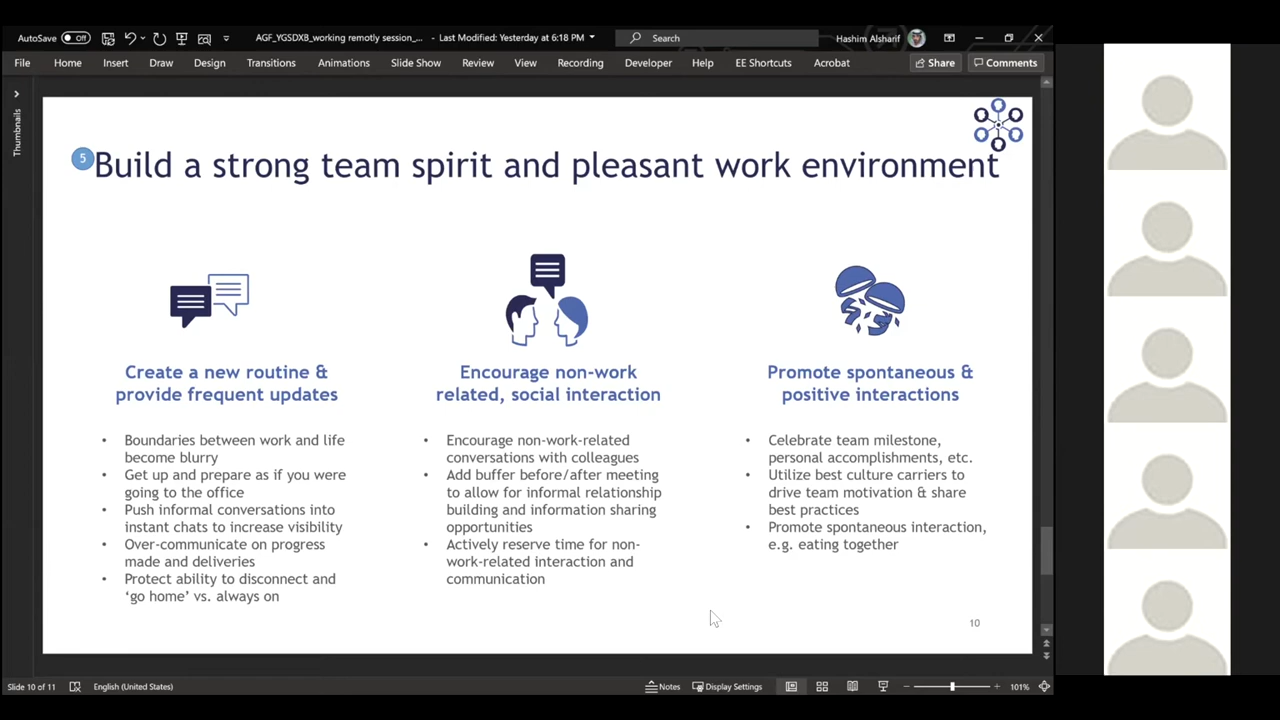 AutoSave Off AGF_YGSDXB_working remotly session_... - Last Modified: Yesterday at 6:18 PM Search Hashim Alsharif
File Home Insert Draw Design Transitions Animations Slide Show Review View Recording Developer Help EE Shortcuts Acrobat Share Comments
Thumbnails
5 Build a strong team spirit and pleasant work environment
Create a new routine &
provide frequent updates
• Boundaries between work and life
become blurry
• Get up and prepare as if you were
going to the office
• Push informal conversations into
instant chats to increase visibility
• Over-communicate on progress
made and deliveries
• Protect ability to disconnect and
‘go home’ vs. always on
Encourage non-work
related, social interaction
• Encourage non-work-related
conversations with colleagues
• Add buffer before/after meeting
to allow for informal relationship
building and information sharing
opportunities
• Actively reserve time for non-
work-related interaction and
communication
Promote spontaneous &
positive interactions
• Celebrate team milestone,
personal accomplishments, etc.
• Utilize best culture carriers to
drive team motivation & share
best practices
• Promote spontaneous interaction,
e.g. eating together
10
Slide 10 of 11 English (United States) Notes Display Settings 101%